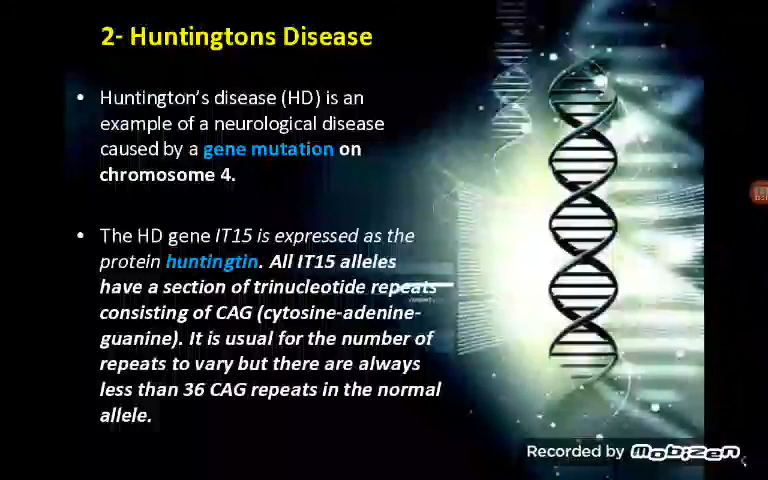 2- Huntingtons Disease
• Huntington's disease (HD) is an
example of a neurological disease
caused by a gene mutation on
chromosome 4.
• The HD gene IT15 is expressed as the
protein huntingtin. All IT15 alleles
have a section of trinucleotide repeats
consisting of CAG (cytosine-adenine-
guanine). It is usual for the number of
repeats to vary but there are always
less than 36 CAG repeats in the normal
allele.
Recorded by Mobizen